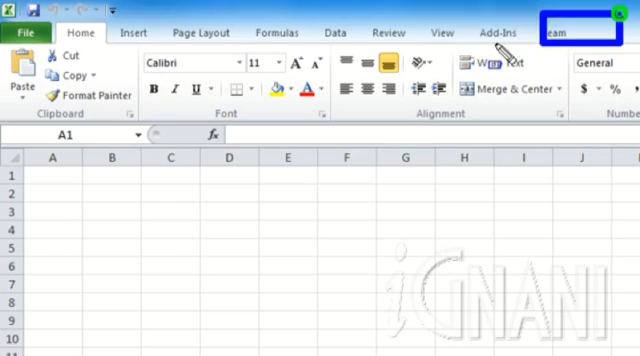 File Home Insert Page Layout Formulas Data Review View Add-Ins eam
Cut Calibri 11 A A General
Copy Paste Format Painter B I U A Merge & Center $ % ,
Clipboard Font Alignment
A1 fx
A B C D E F G H I J
1
2
3
4
5
6
7
8
9
10
iGNANI